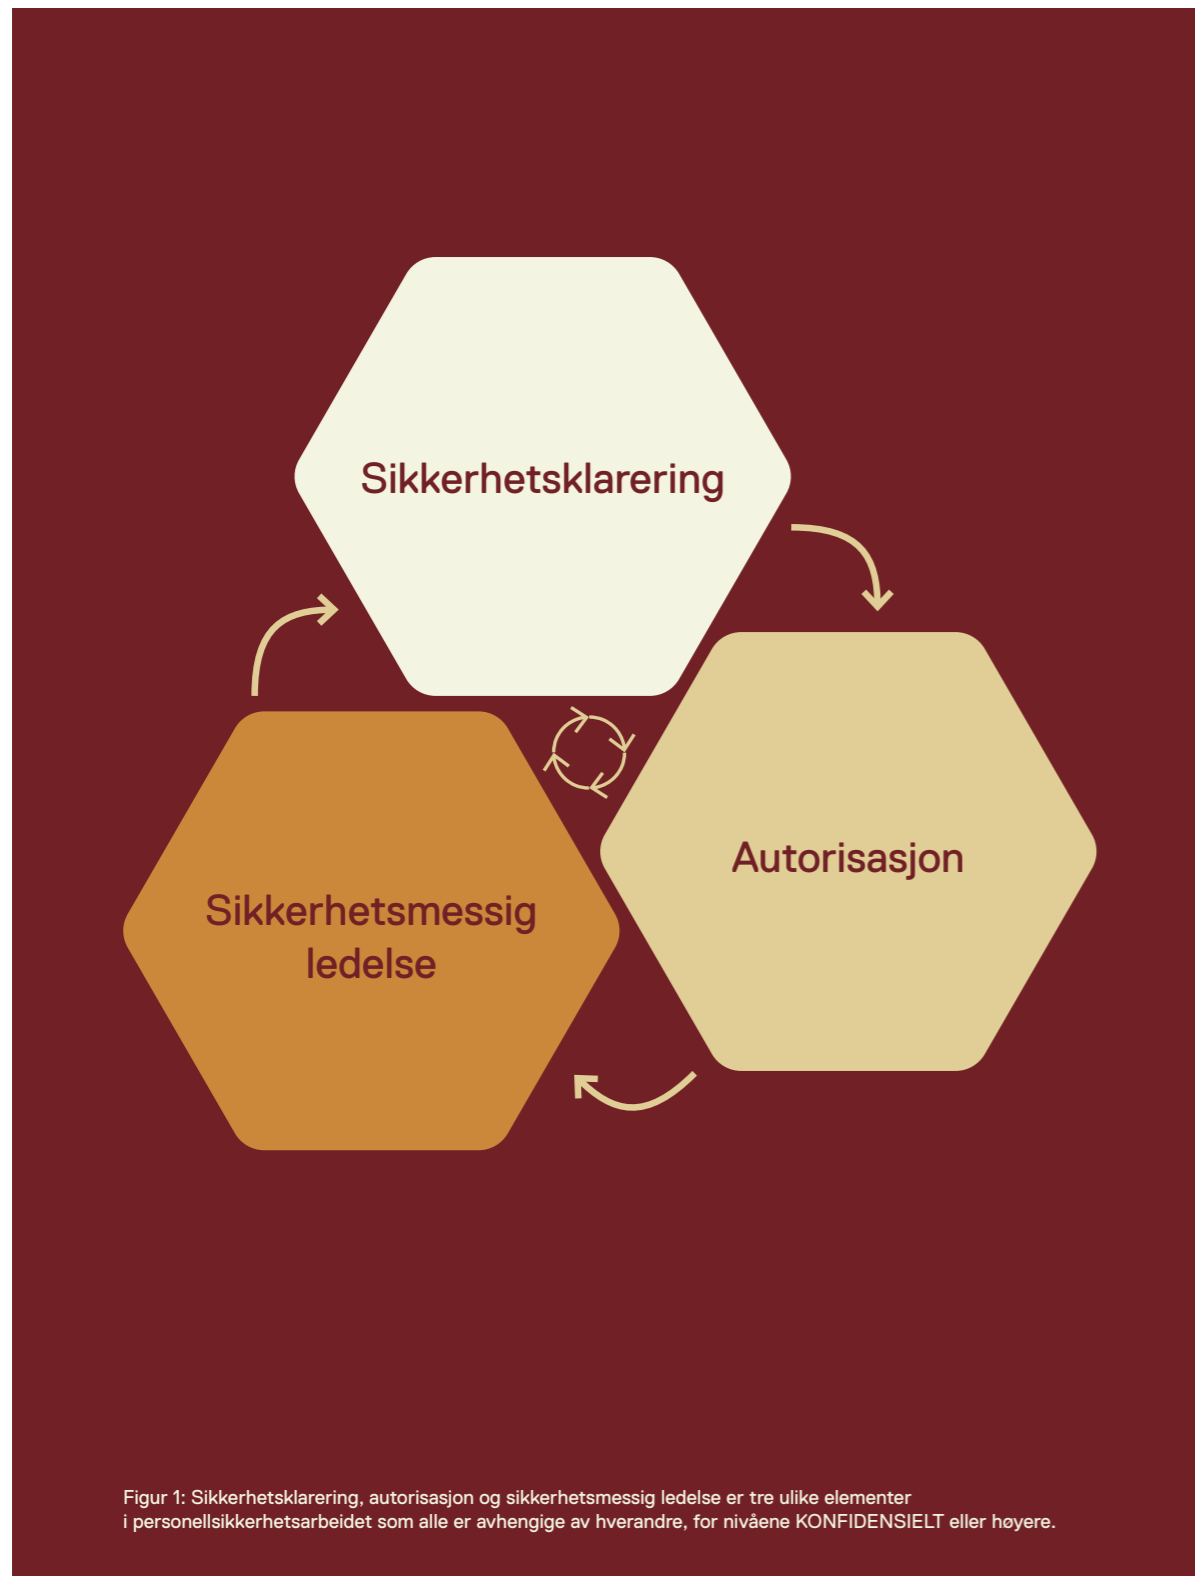 Sikkerhetsklarering
Autorisasjon
Sikkerhetsmessig
ledelse
Figur 1: Sikkerhetsklarering, autorisasjon og sikkerhetsmessig ledelse er tre ulike elementer
i personellsikkerhetsarbeidet som alle er avhengige av hverandre, for nivåene KONFIDENSIELT eller høyere.